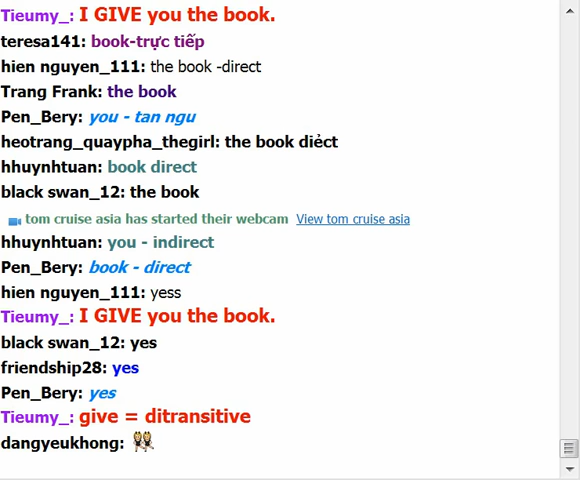 Tieumy_: I GIVE you the book.
teresa141: book-trực tiếp
hien nguyen_111: the book -direct
Trang Frank: the book
Pen_Bery: you - tan ngu
heotrang_quaypha_thegirl: the book diẻct
hhuynhtuan: book direct
black swan_12: the book
tom cruise asia has started their webcam View tom cruise asia
hhuynhtuan: you - indirect
Pen_Bery: book - direct
hien nguyen_111: yess
Tieumy_: I GIVE you the book.
black swan_12: yes
friendship28: yes
Pen_Bery: yes
Tieumy_: give = ditransitive
dangyeukhong: